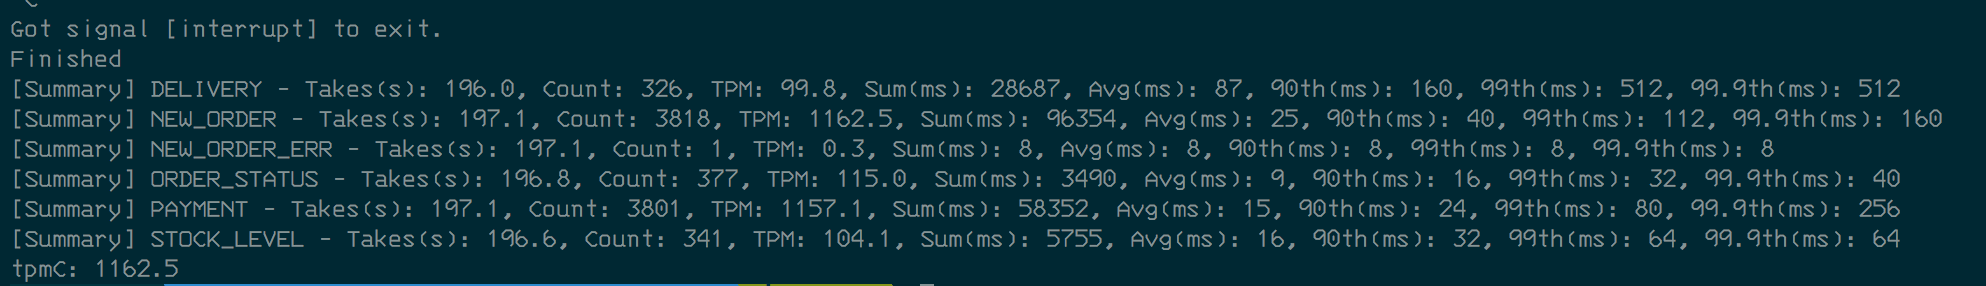 Got signal [interrupt] to exit.
Finished
[Summary] DELIVERY - Takes(s): 196.0, Count: 326, TPM: 99.8, Sum(ms): 28687, Avg(ms): 87, 90th(ms): 160, 99th(ms): 512, 99.9th(ms): 512
[Summary] NEW_ORDER - Takes(s): 197.1, Count: 3818, TPM: 1162.5, Sum(ms): 96354, Avg(ms): 25, 90th(ms): 40, 99th(ms): 112, 99.9th(ms): 160
[Summary] NEW_ORDER_ERR - Takes(s): 197.1, Count: 1, TPM: 0.3, Sum(ms): 8, Avg(ms): 8, 90th(ms): 8, 99th(ms): 8, 99.9th(ms): 8
[Summary] ORDER_STATUS - Takes(s): 196.8, Count: 377, TPM: 115.0, Sum(ms): 3490, Avg(ms): 9, 90th(ms): 16, 99th(ms): 32, 99.9th(ms): 40
[Summary] PAYMENT - Takes(s): 197.1, Count: 3801, TPM: 1157.1, Sum(ms): 58352, Avg(ms): 15, 90th(ms): 24, 99th(ms): 80, 99.9th(ms): 256
[Summary] STOCK_LEVEL - Takes(s): 196.6, Count: 341, TPM: 104.1, Sum(ms): 5755, Avg(ms): 16, 90th(ms): 32, 99th(ms): 64, 99.9th(ms): 64
tpmC: 1162.5